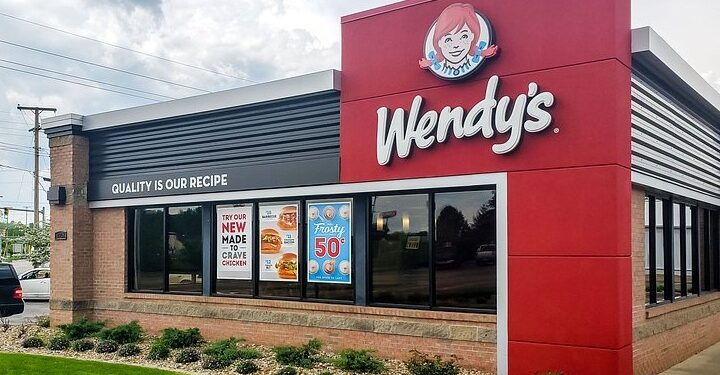 Wendy's
QUALITY IS OUR RECIPE
TRY OUR
NEW
MADE
TO
CRAVE
CHICKEN
Frosty
50¢